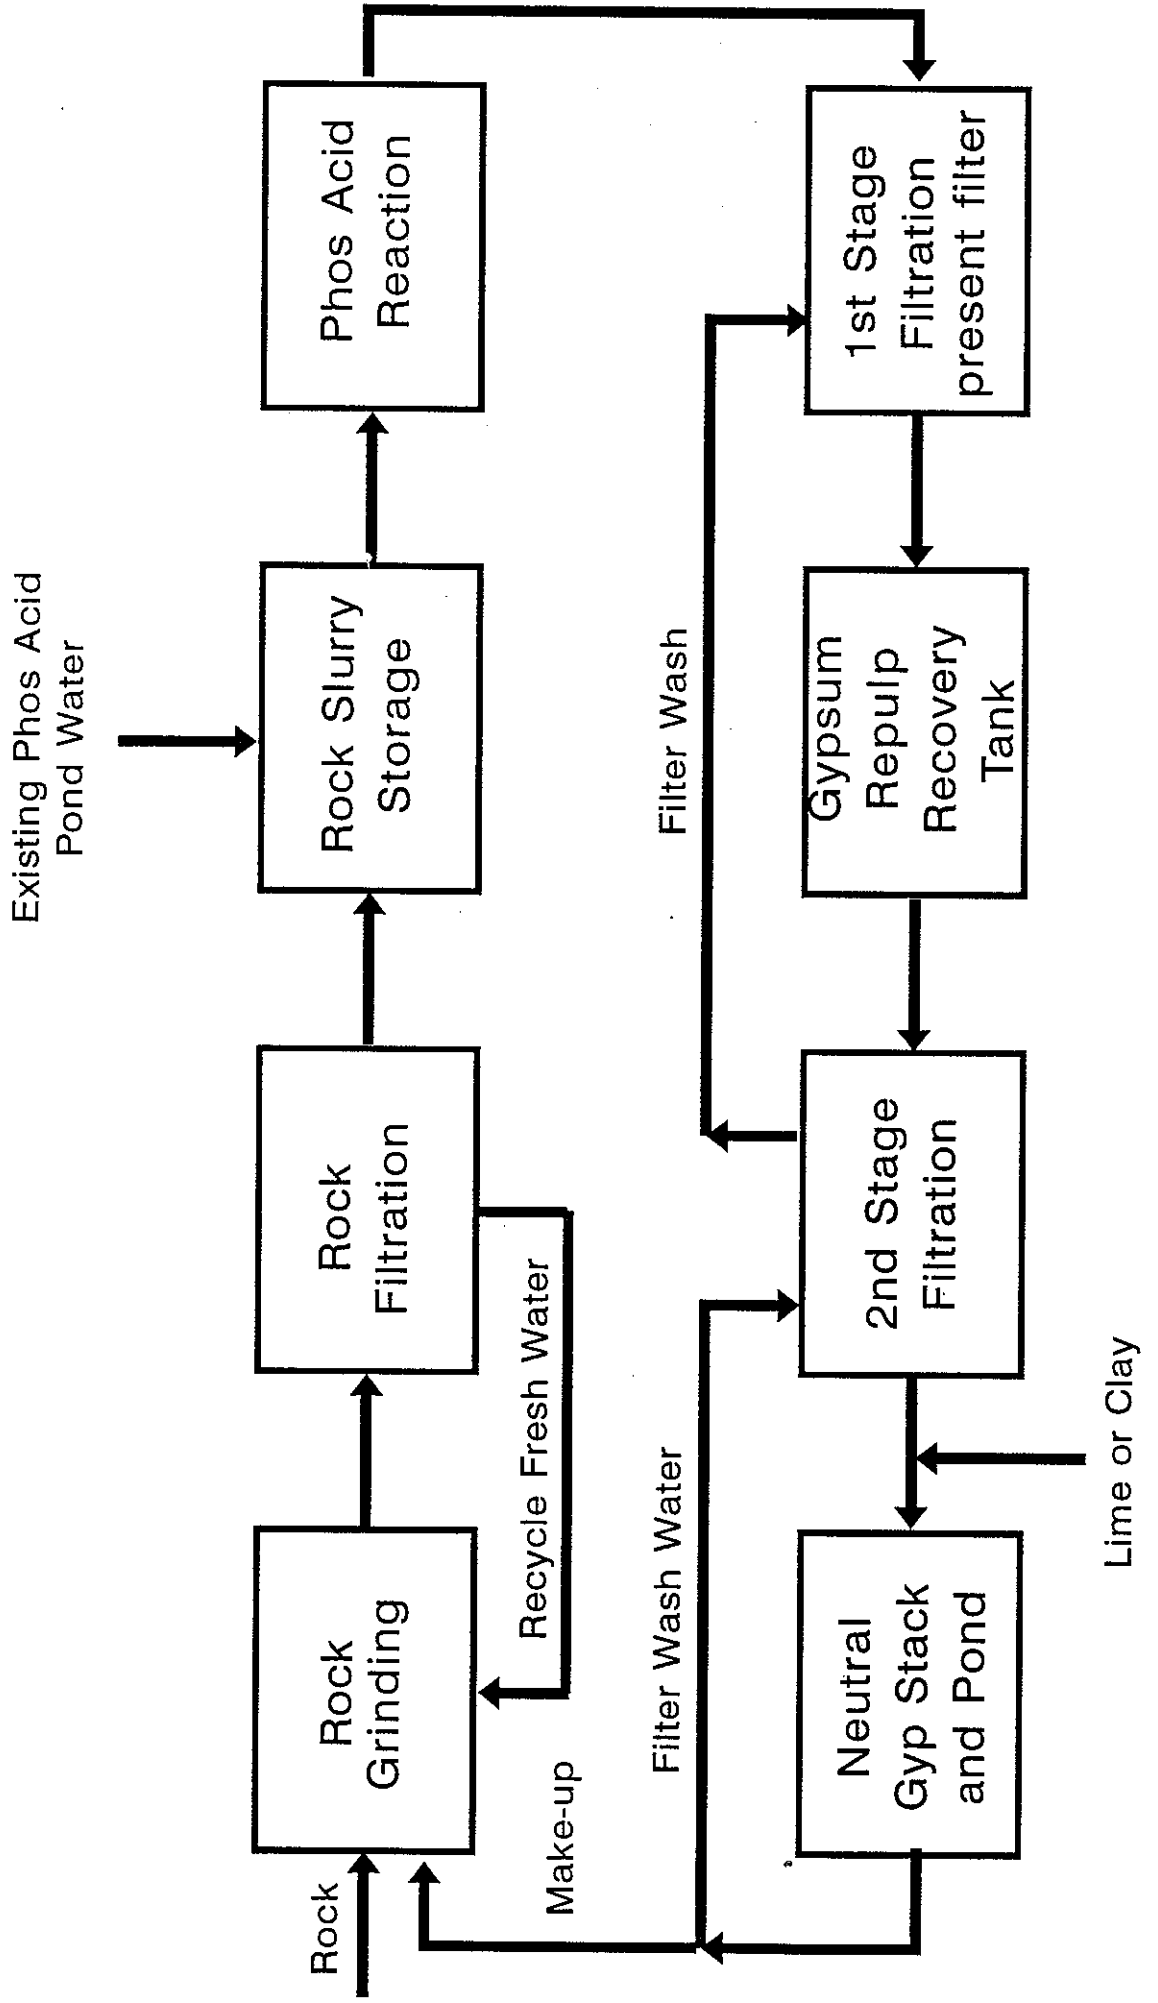 Existing Phos Acid
Pond Water
Rock
Rock
Grinding
Rock
Filtration
Rock Slurry
Storage
Phos Acid
Reaction
Recycle Fresh Water
Make-up
Filter Wash Water
Filter Wash
Neutral
Gyp Stack
and Pond
2nd Stage
Filtration
Gypsum
Repulp
Recovery
Tank
1st Stage
Filtration
present filter
Lime or Clay